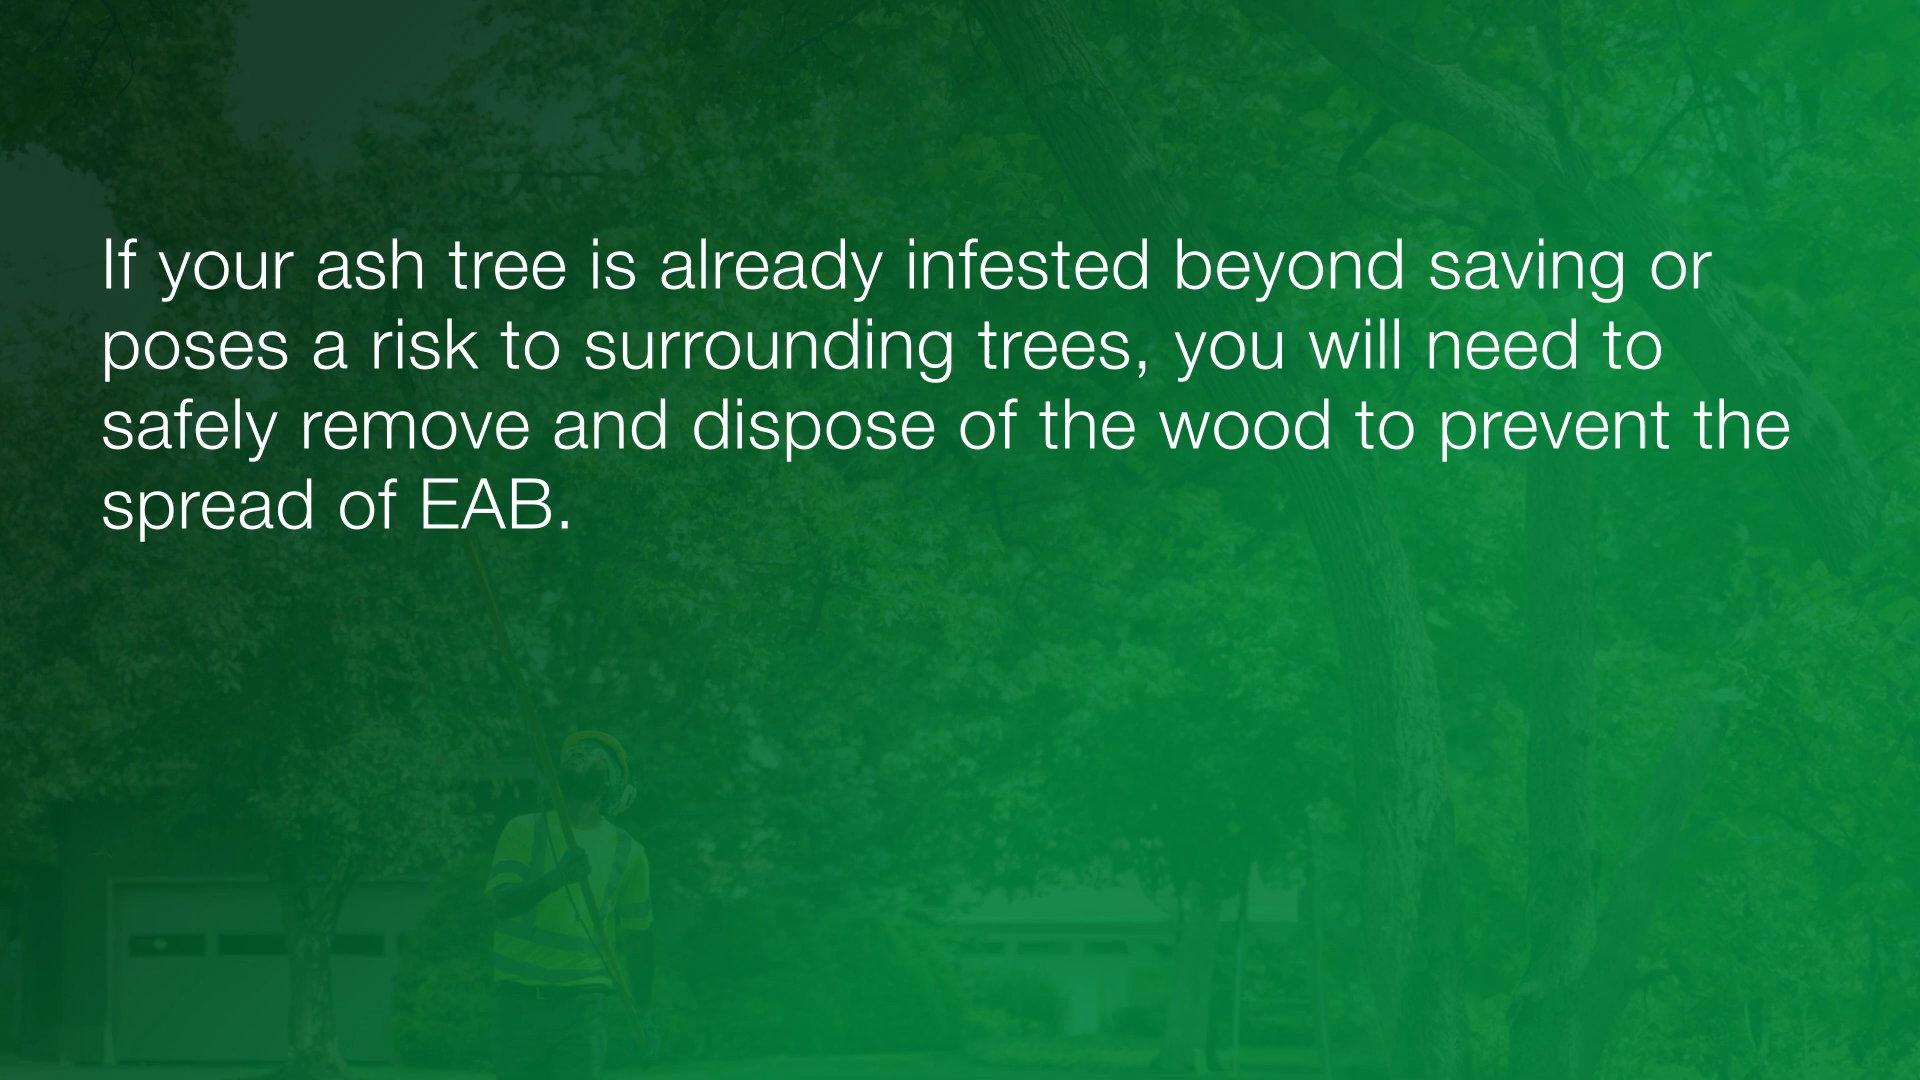 If your ash tree is already infested beyond saving or
poses a risk to surrounding trees, you will need to
safely remove and dispose of the wood to prevent the
spread of EAB.